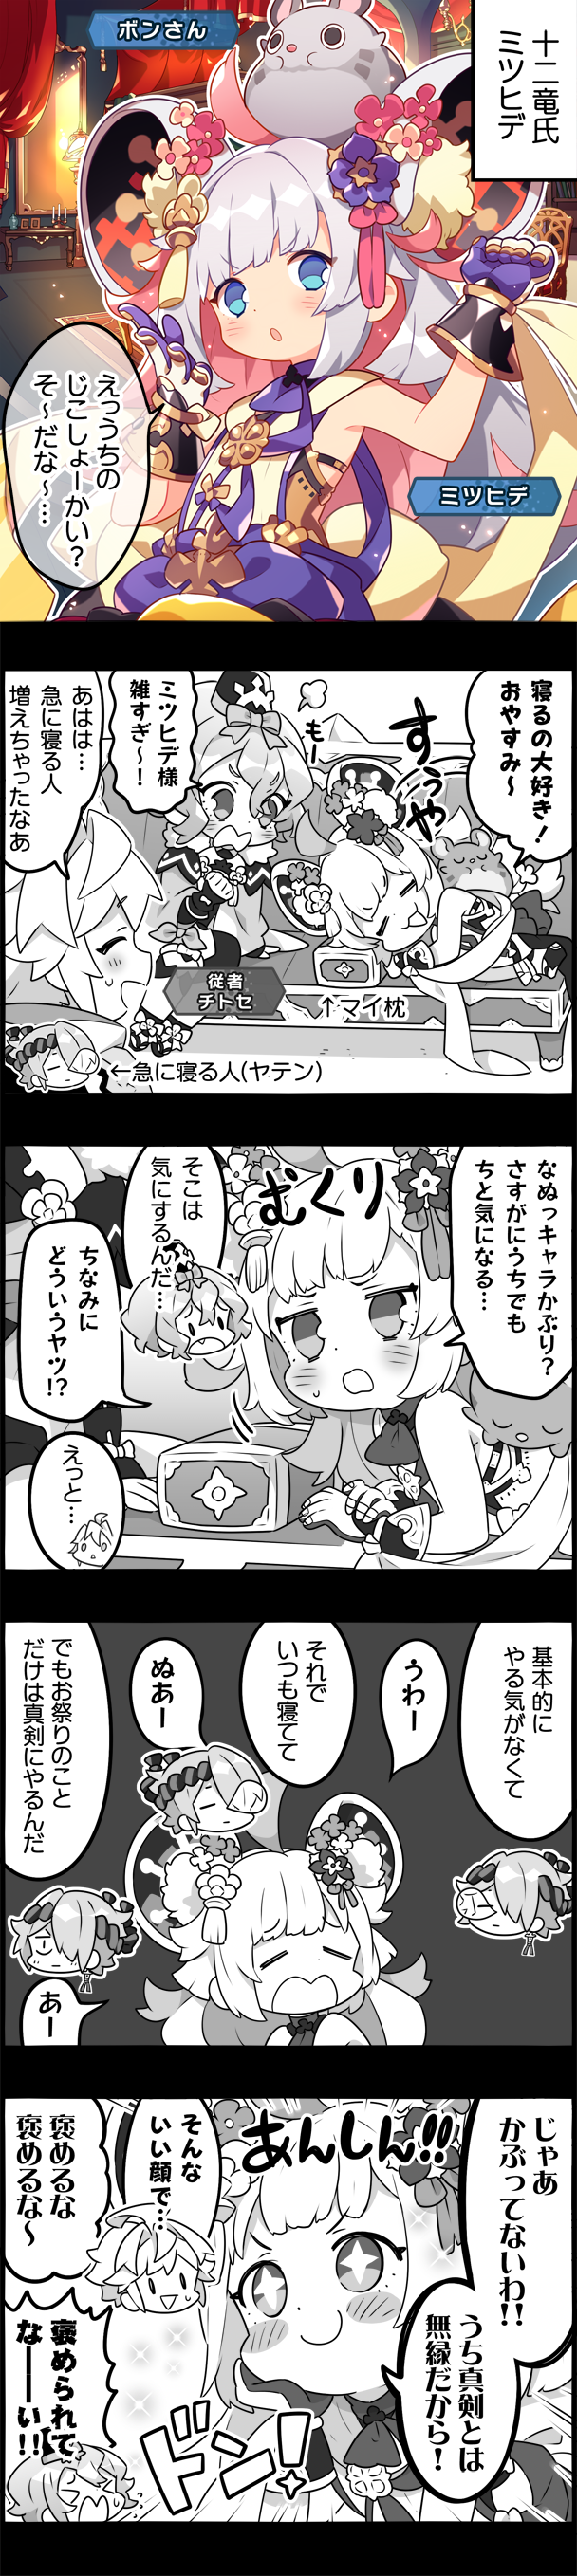 十二竜氏
ミツヒデ
ボンさん
えっうちの
じこしょーかい？
そ～だな～…
ミツヒデ
寝るの大好き！
おやすみ～
すうや
もー
ミツヒデ様
雑すぎ～！
あはは…
急に寝る人
増えちゃったなあ
従者
チトセ
↑マイ枕
←急に寝る人(ヤテン)
なぬっキャラかぶり？
さすがにうちでも
ちと気になる…
むくり
そこは
気にするんだ…
ちなみに
どういうヤツ!?
えっと…
基本的に
やる気がなくて
うわー
それで
いつも寝てて
ぬあー
でもお祭りのこと
だけは真剣にやるんだ
あー
じゃあ
かぶってないわ!!
うち真剣とは
無縁だから！
あんしん!!
そんな
いい顔で…
褒めるな
褒めるな～
褒められて
な――い!!
ドン！